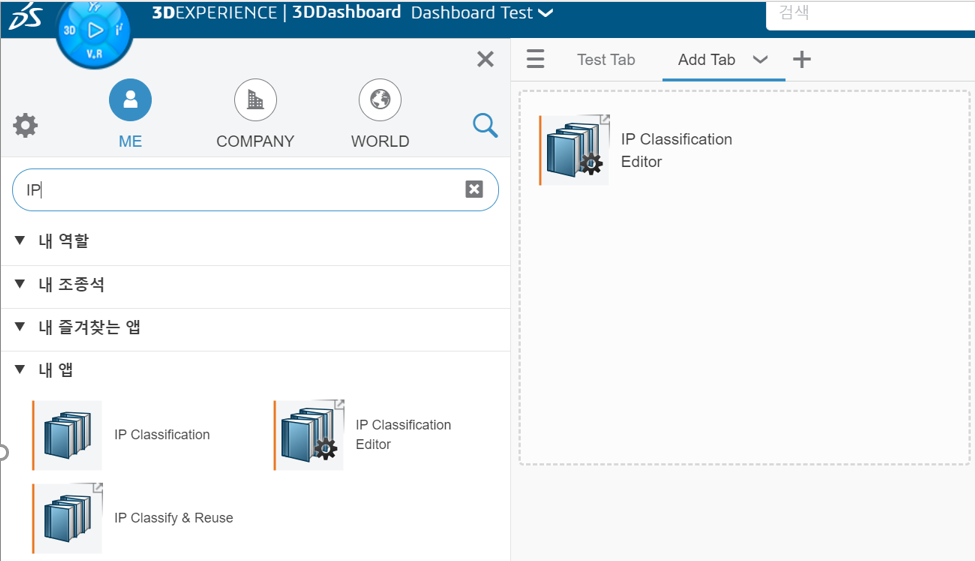 3DEXPERIENCE | 3DDashboard Dashboard Test
검색
3D
V,R
ME
COMPANY
WORLD
IP
내 역할
내 조종석
내 즐겨찾는 앱
내 앱
IP Classification
IP Classification
Editor
IP Classify & Reuse
Test Tab
Add Tab
IP Classification
Editor